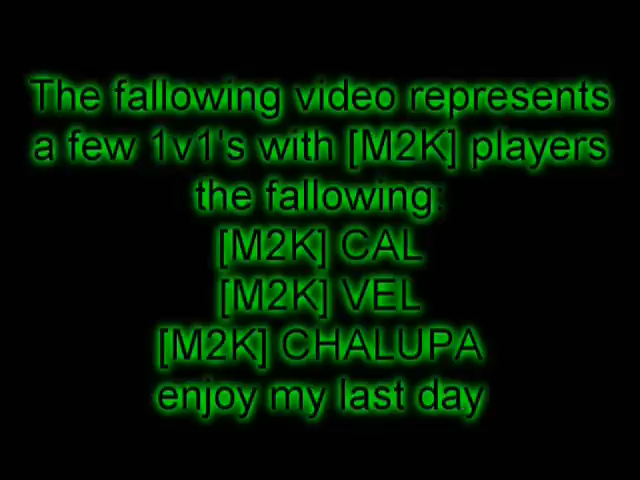 The fallowing video represents
a few 1v1's with [M2K] players
the fallowing:
[M2K] CAL
[M2K] VEL
[M2K] CHALUPA
enjoy my last day